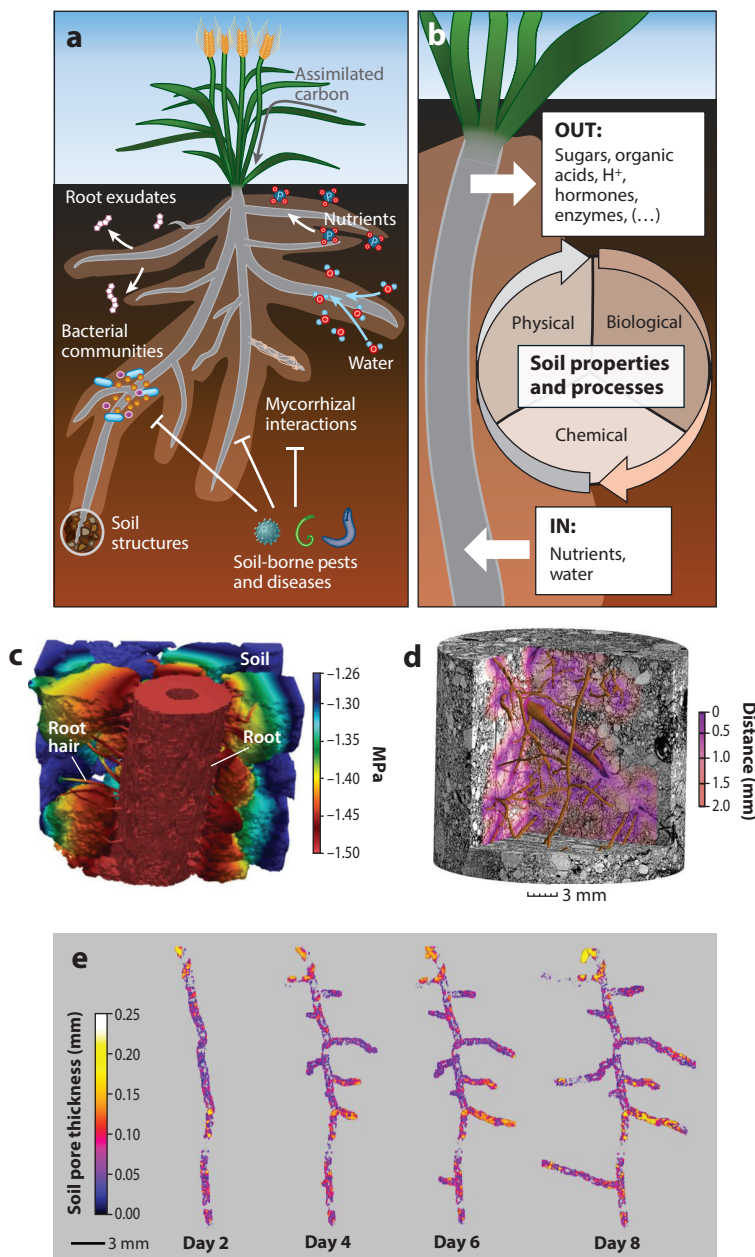 a
Assimilated
carbon
Root exudates
P
P
Nutrients
P
P
Bacterial
communities
O
O
O
O
O
Water
Mycorrhizal
interactions
Soil
structures
Soil-borne pests
and diseases
b
OUT:
Sugars, organic
acids, H⁺,
hormones,
enzymes, (...)
Physical
Biological
Soil properties
and processes
Chemical
IN:
Nutrients,
water
c
Soil
Root
hair
Root
−1.26
−1.30
−1.35
−1.40
−1.45
−1.50
MPa
d
0
0.5
1.0
1.5
2.0
Distance (mm)
3 mm
e
Soil pore thickness (mm)
0.25
0.20
0.15
0.10
0.05
0.00
3 mm
Day 2
Day 4
Day 6
Day 8